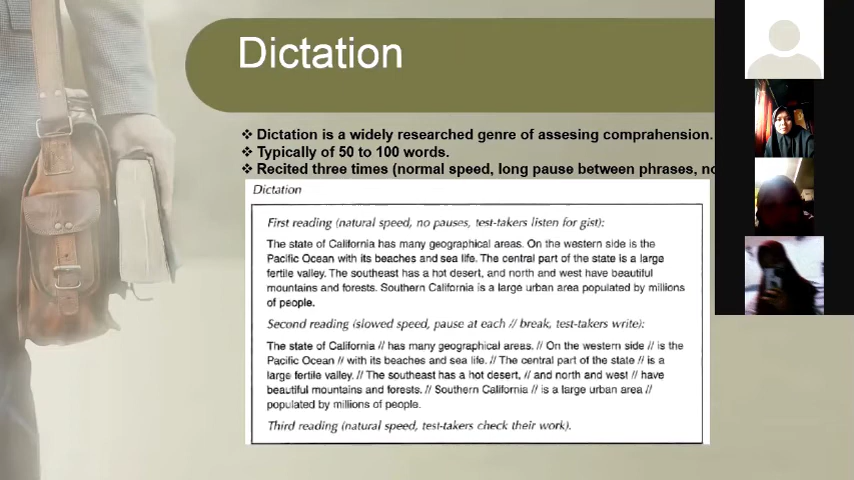 Dictation
❖ Dictation is a widely researched genre of assesing comprahension.
❖ Typically of 50 to 100 words.
❖ Recited three times (normal speed, long pause between phrases, no
Dictation
First reading (natural speed, no pauses, test-takers listen for gist):
The state of California has many geographical areas. On the western side is the
Pacific Ocean with its beaches and sea life. The central part of the state is a large
fertile valley. The southeast has a hot desert, and north and west have beautiful
mountains and forests. Southern California is a large urban area populated by millions
of people.
Second reading (slowed speed, pause at each // break, test-takers write):
The state of California // has many geographical areas. // On the western side // is the
Pacific Ocean // with its beaches and sea life. // The central part of the state // is a
large fertile valley. // The southeast has a hot desert, // and north and west // have
beautiful mountains and forests. // Southern California // is a large urban area //
populated by millions of people.
Third reading (natural speed, test-takers check their work).